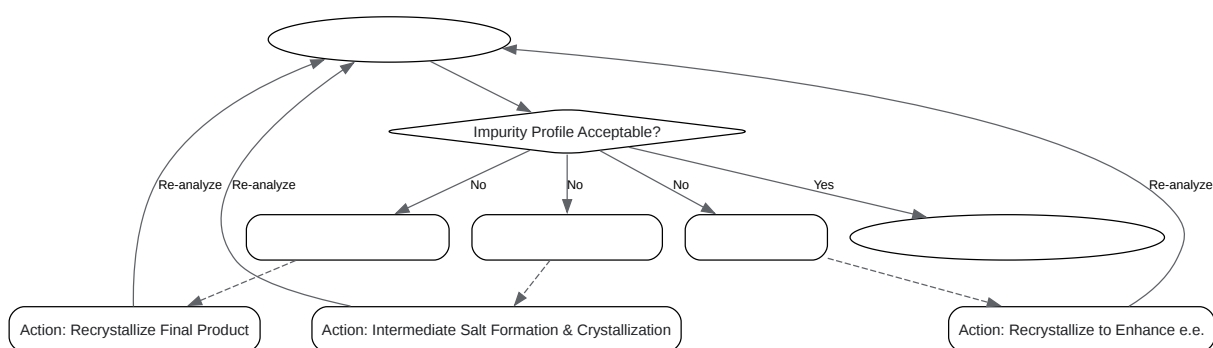 Impurity Profile Acceptable?
No
No
No
Yes
Re-analyze
Re-analyze
Re-analyze
Action: Recrystallize Final Product
Action: Intermediate Salt Formation & Crystallization
Action: Recrystallize to Enhance e.e.